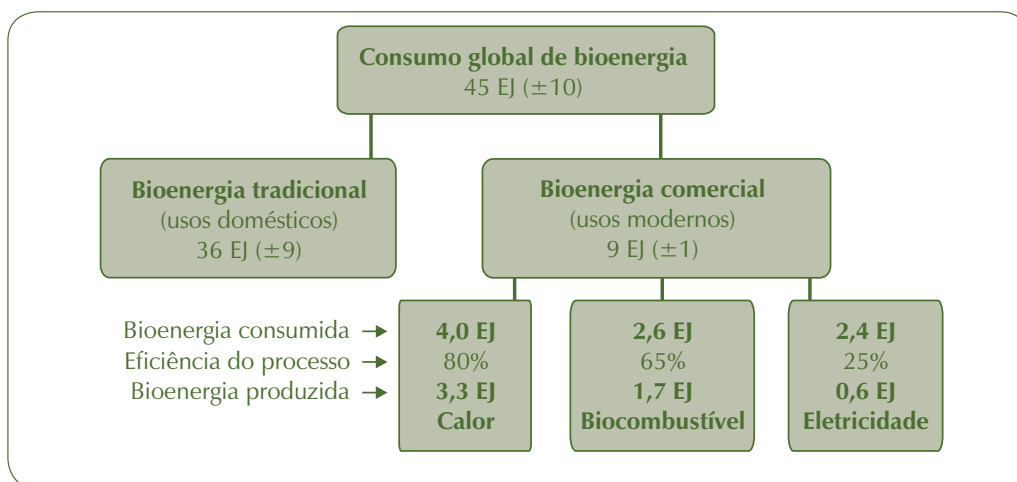 Consumo global de bioenergia
45 EJ (±10)
Bioenergia tradicional
(usos domésticos)
36 EJ (±9)
Bioenergia comercial
(usos modernos)
9 EJ (±1)
Bioenergia consumida → 4,0 EJ 2,6 EJ 2,4 EJ
Eficiência do processo → 80% 65% 25%
Bioenergia produzida → 3,3 EJ 1,7 EJ 0,6 EJ
Calor Biocombustível Eletricidade